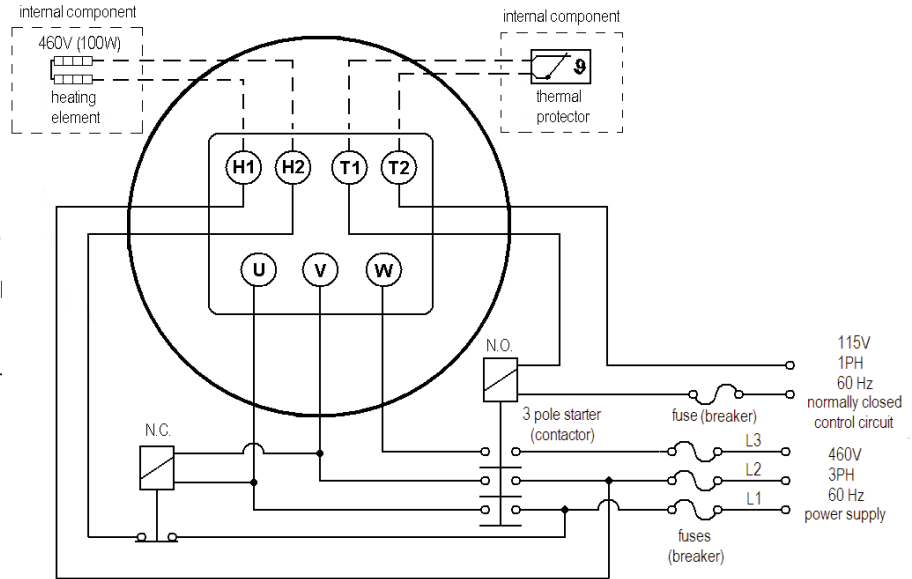 internal component
460V (100W)
heating
element
internal component
ϑ
thermal
protector
H1
H2
T1
T2
U
V
W
N.O.
3 pole starter
(contactor)
fuse (breaker)
115V
1PH
60 Hz
normally closed
control circuit
N.C.
L3
L2
L1
460V
3PH
60 Hz
power supply
fuses
(breaker)